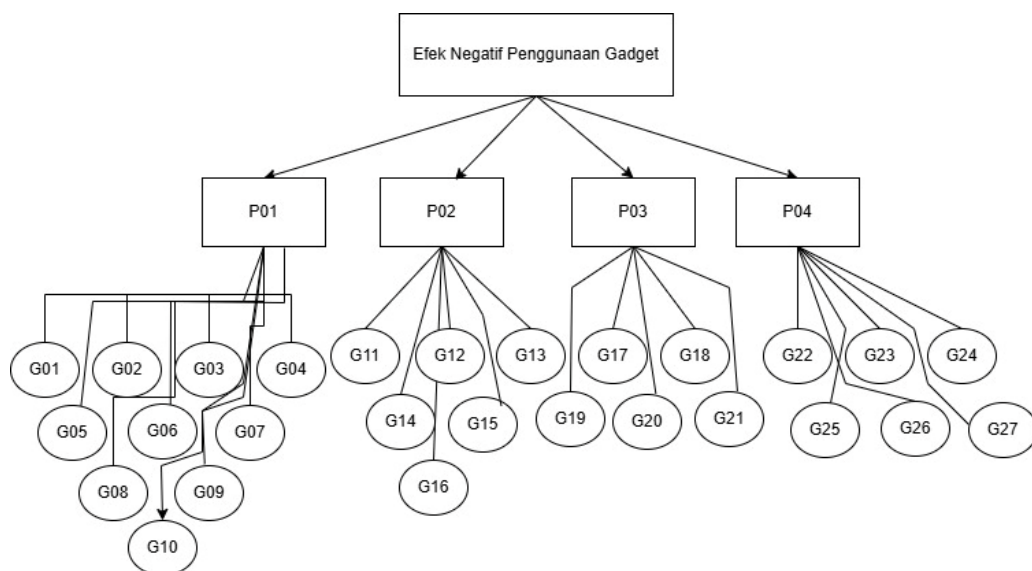 Efek Negatif Penggunaan Gadget
P01
P02
P03
P04
G01
G02
G03
G04
G05
G06
G07
G08
G09
G10
G11
G12
G13
G14
G15
G16
G17
G18
G19
G20
G21
G22
G23
G24
G25
G26
G27